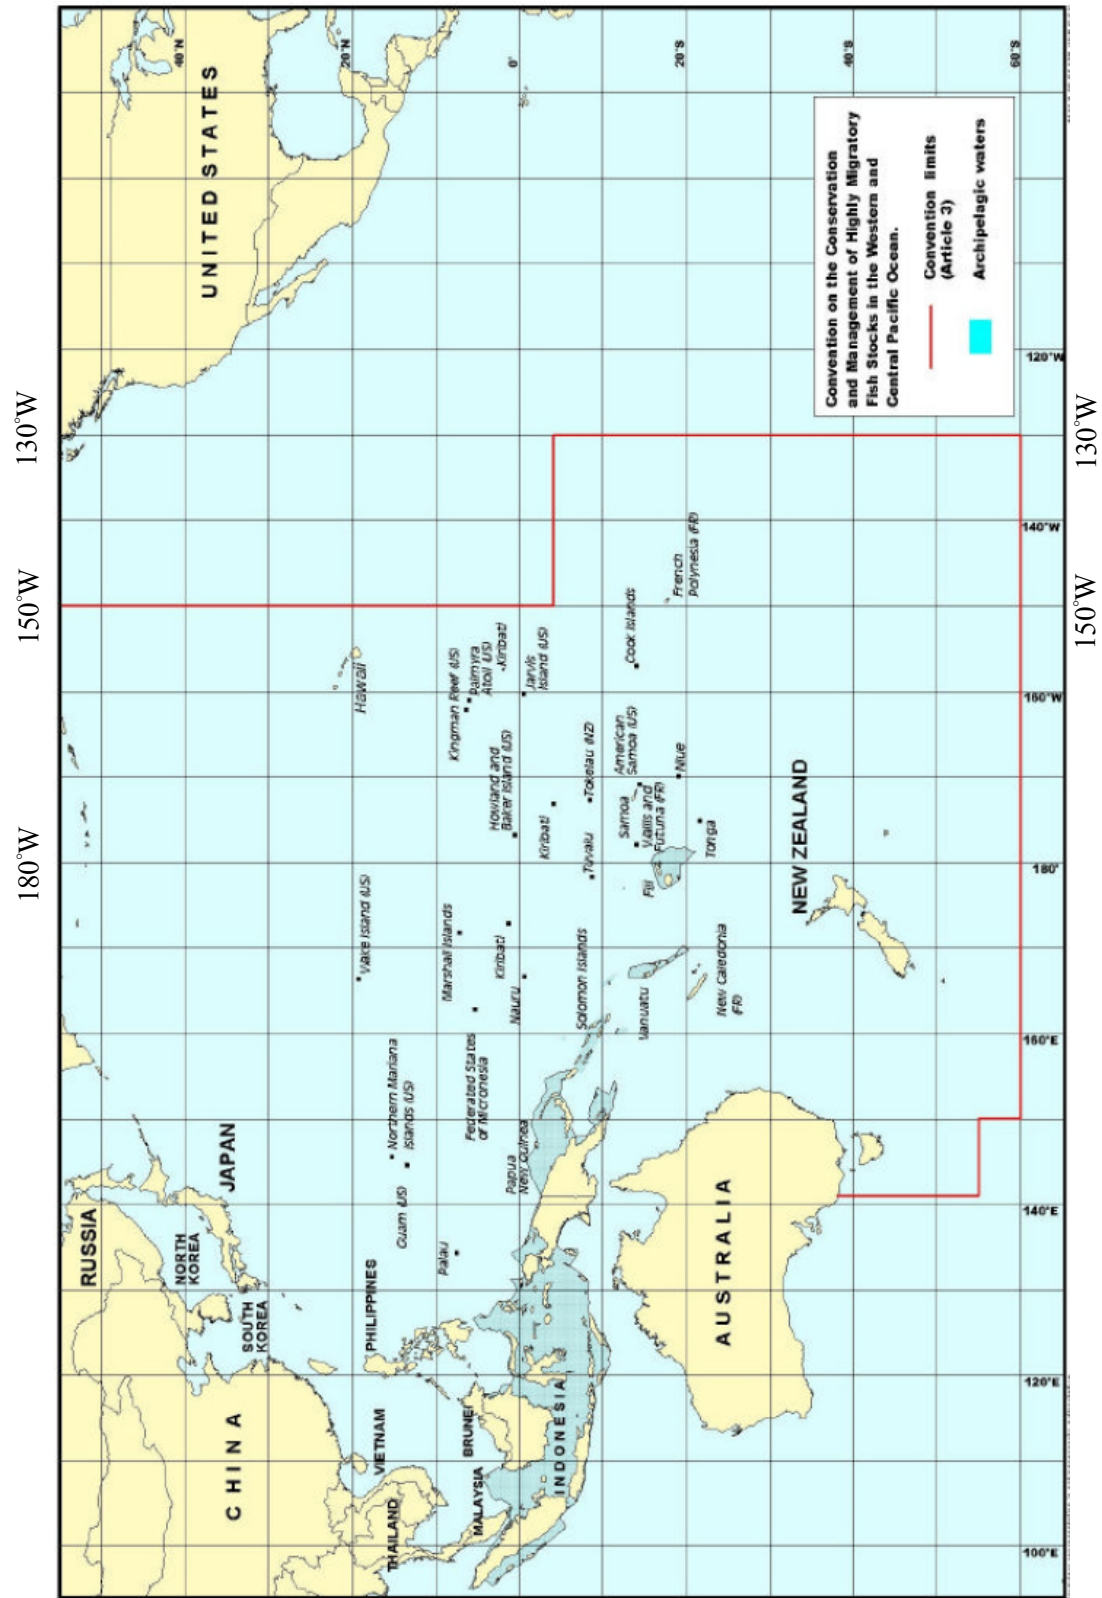 130°W
150°W
180°W
40°N
20°N
0°
20°S
40°S
60°S
UNITED STATES
Convention on the Conservation
and Management of Highly Migratory
Fish Stocks in the Western and
Central Pacific Ocean.
Convention limits
(Article 3)
Archipelagic waters
120°W
130°W
140°W
150°W
160°W
180°
160°E
140°E
120°E
100°E
Hawaii
Kingman Reef (US)
Palmyra
Atoll (US)
Kiribati
Jarvis
Island (US)
Howland and
Baker Island (US)
Kiribati
Tokelau (NZ)
Tuvalu
Cook Islands
French
Polynesia (FR)
American
Samoa (US)
Samoa
Wallis and
Futuna (FR)
Niue
Tonga
Fiji
NEW ZEALAND
Wake Island (US)
Marshall Islands
Kiribati
Nauru
Solomon Islands
Vanuatu
New Caledonia
(FR)
Northern Mariana
Islands (US)
Guam (US)
Federated States
of Micronesia
Palau
Papua
New Guinea
RUSSIA
JAPAN
NORTH
KOREA
SOUTH
KOREA
CHINA
PHILIPPINES
VIETNAM
THAILAND
BRUNEI
MALAYSIA
INDONESIA
AUSTRALIA